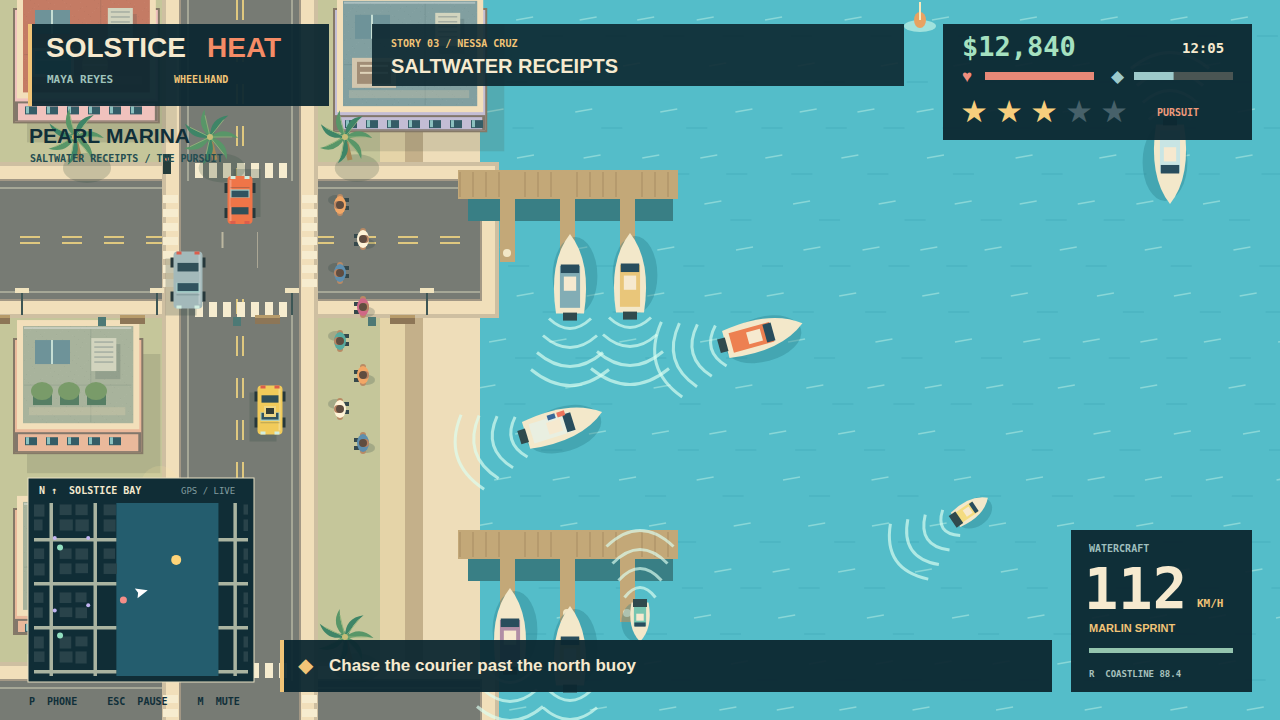 SOLSTICE HEAT
MAYA REYES WHEELHAND
STORY 03 / NESSA CRUZ
SALTWATER RECEIPTS
$12,840 12:05
PURSUIT
PEARL MARINA
SALTWATER RECEIPTS / THE PURSUIT
N ↑ SOLSTICE BAY GPS / LIVE
Chase the courier past the north buoy
WATERCRAFT
112 KM/H
MARLIN SPRINT
R COASTLINE 88.4
P PHONE ESC PAUSE M MUTE